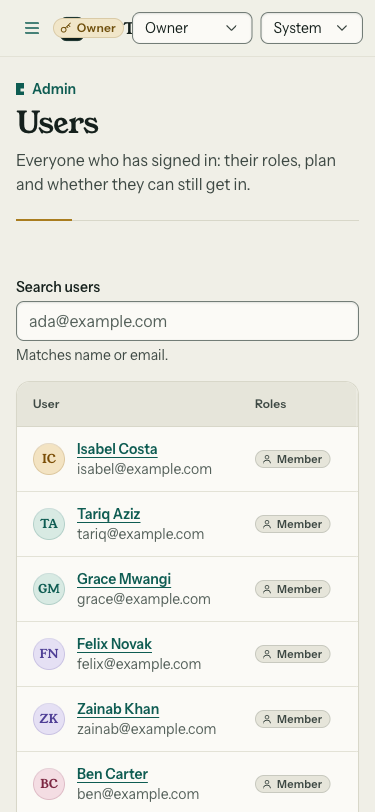 Owner
Owner
System
Admin
Users
Everyone who has signed in: their roles, plan
and whether they can still get in.
Search users
ada@example.com
Matches name or email.
User Roles
IC Isabel Costa Member
isabel@example.com
TA Tariq Aziz Member
tariq@example.com
GM Grace Mwangi Member
grace@example.com
FN Felix Novak Member
felix@example.com
ZK Zainab Khan Member
zainab@example.com
BC Ben Carter Member
ben@example.com